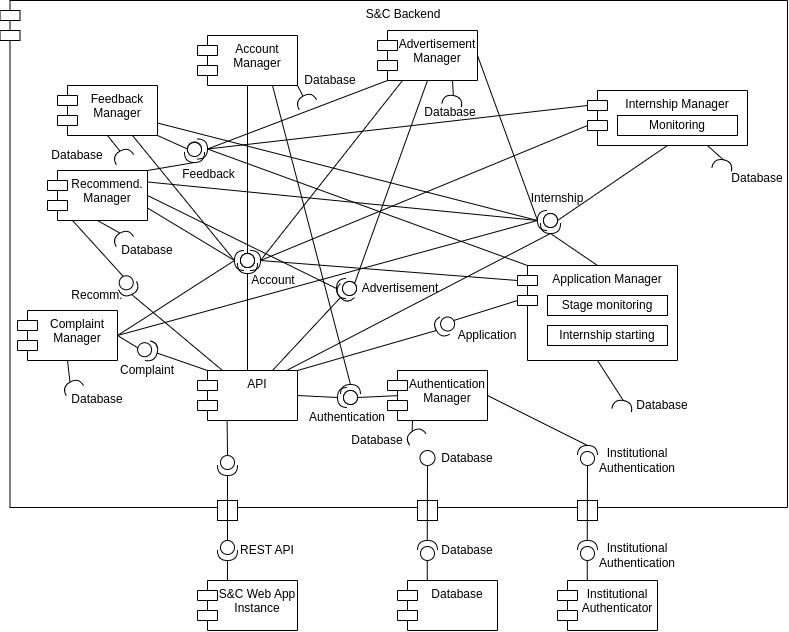 S&C Backend
Account
Manager
Advertisement
Manager
Database
Feedback
Manager
Database
Internship Manager
Monitoring
Database
Feedback
Database
Recommend.
Manager
Internship
Database
Account
Advertisement
Application Manager
Stage monitoring
Internship starting
Recomm.
Complaint
Manager
Application
Complaint
Database
API
Authentication
Authentication
Manager
Database
Database
Database
Institutional
Authentication
REST API
Database
Institutional
Authentication
S&C Web App
Instance
Database
Institutional
Authenticator